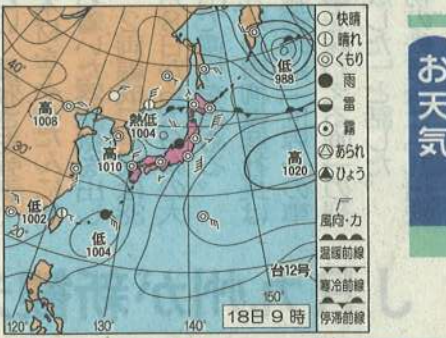 お天気
快晴
晴れ
くもり
雨
雷
霧
あられ
ひょう
風向・力
温暖前線
寒冷前線
停滞前線
低
988
40°
高
1008
熱低
1004
30°
高
1010
高
1020
低
1002
20°
低
1004
台12号
150°
18日9時
120°
130°
140°